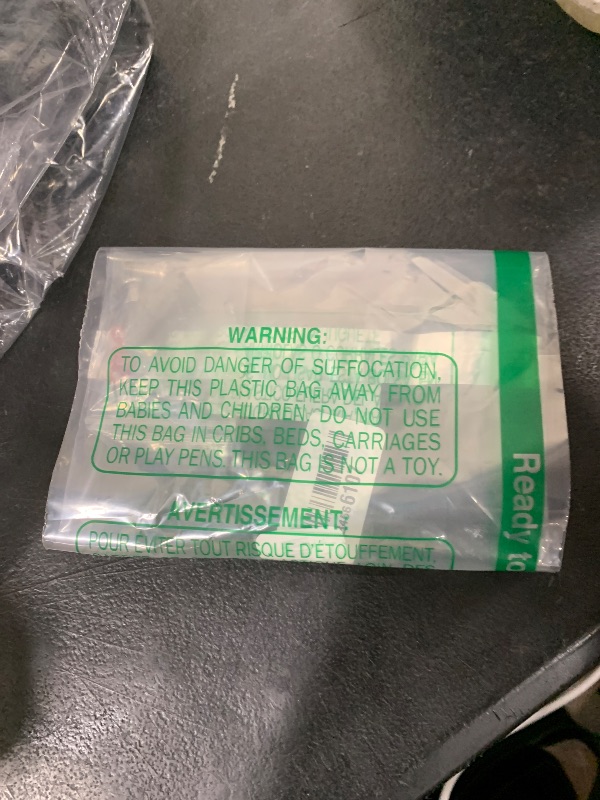 WARNING:
TO AVOID DANGER OF SUFFOCATION,
KEEP THIS PLASTIC BAG AWAY FROM
BABIES AND CHILDREN. DO NOT USE
THIS BAG IN CRIBS, BEDS, CARRIAGES
OR PLAY PENS. THIS BAG IS NOT A TOY.
AVERTISSEMENT:
POUR ÉVITER TOUT RISQUE D'ÉTOUFFEMENT,
Ready to